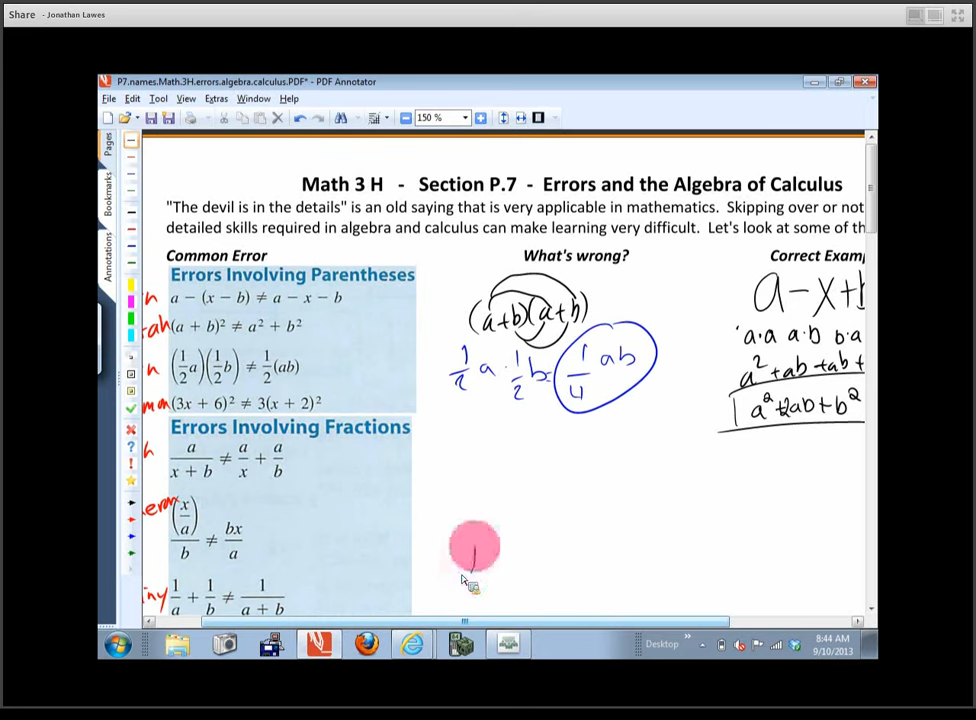 Share - Jonathan Lawes
P7.names.Math.3H.errors.algebra.calculus.PDF* - PDF Annotator
File Edit Tool View Extras Window Help
150 %
Pages
Bookmarks
Annotations
Math 3 H - Section P.7 - Errors and the Algebra of Calculus
"The devil is in the details" is an old saying that is very applicable in mathematics. Skipping over or not
detailed skills required in algebra and calculus can make learning very difficult. Let's look at some of th
Common Error What's wrong? Correct Exam
Errors Involving Parentheses
a − (x − b) ≠ a − x − b
(a + b)² ≠ a² + b²
(1/2 a)(1/2 b) ≠ 1/2 (ab)
(3x + 6)² ≠ 3(x + 2)²
Errors Involving Fractions
a/(x + b) ≠ a/x + a/b
(x/a)/b ≠ bx/a
1/a + 1/b ≠ 1/(a + b)
(a+b)(a+b)
1/2 a · 1/2 b = 1/4 ab
a − x + b
a·a a·b b·a
a² + ab + ab +
a² + 2ab + b²
Desktop
8:44 AM
9/10/2013